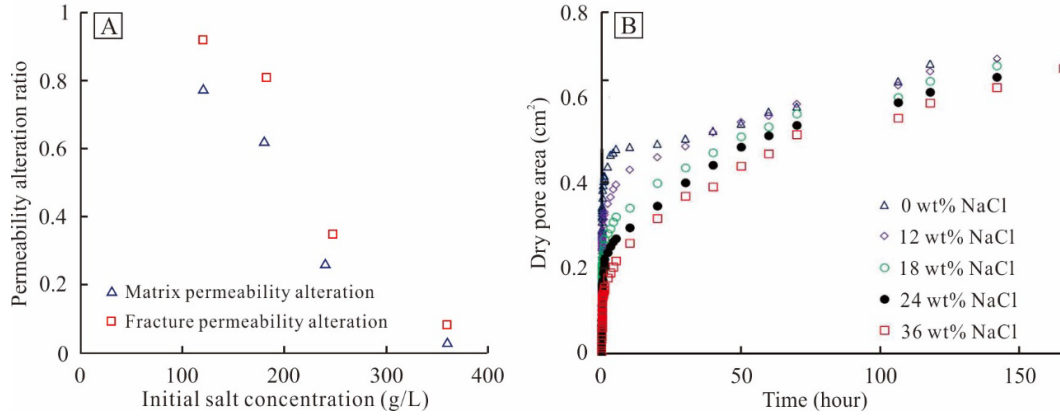 A
Permeability alteration ratio
1
0.8
0.6
0.4
0.2
0
Matrix permeability alteration
Fracture permeability alteration
0
100
200
300
400
Initial salt concentration (g/L)
B
Dry pore area (cm²)
0.8
0.6
0.4
0.2
0
0 wt% NaCl
12 wt% NaCl
18 wt% NaCl
24 wt% NaCl
36 wt% NaCl
0
50
100
150
Time (hour)